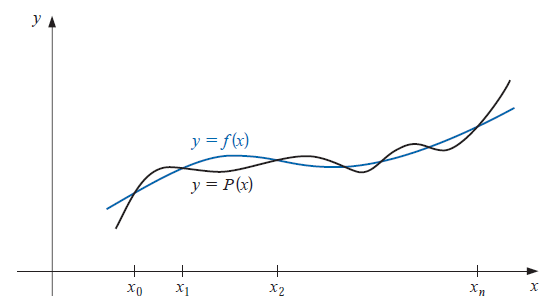 y
y = f(x)
y = P(x)
x₀ x₁ x₂ xₙ x